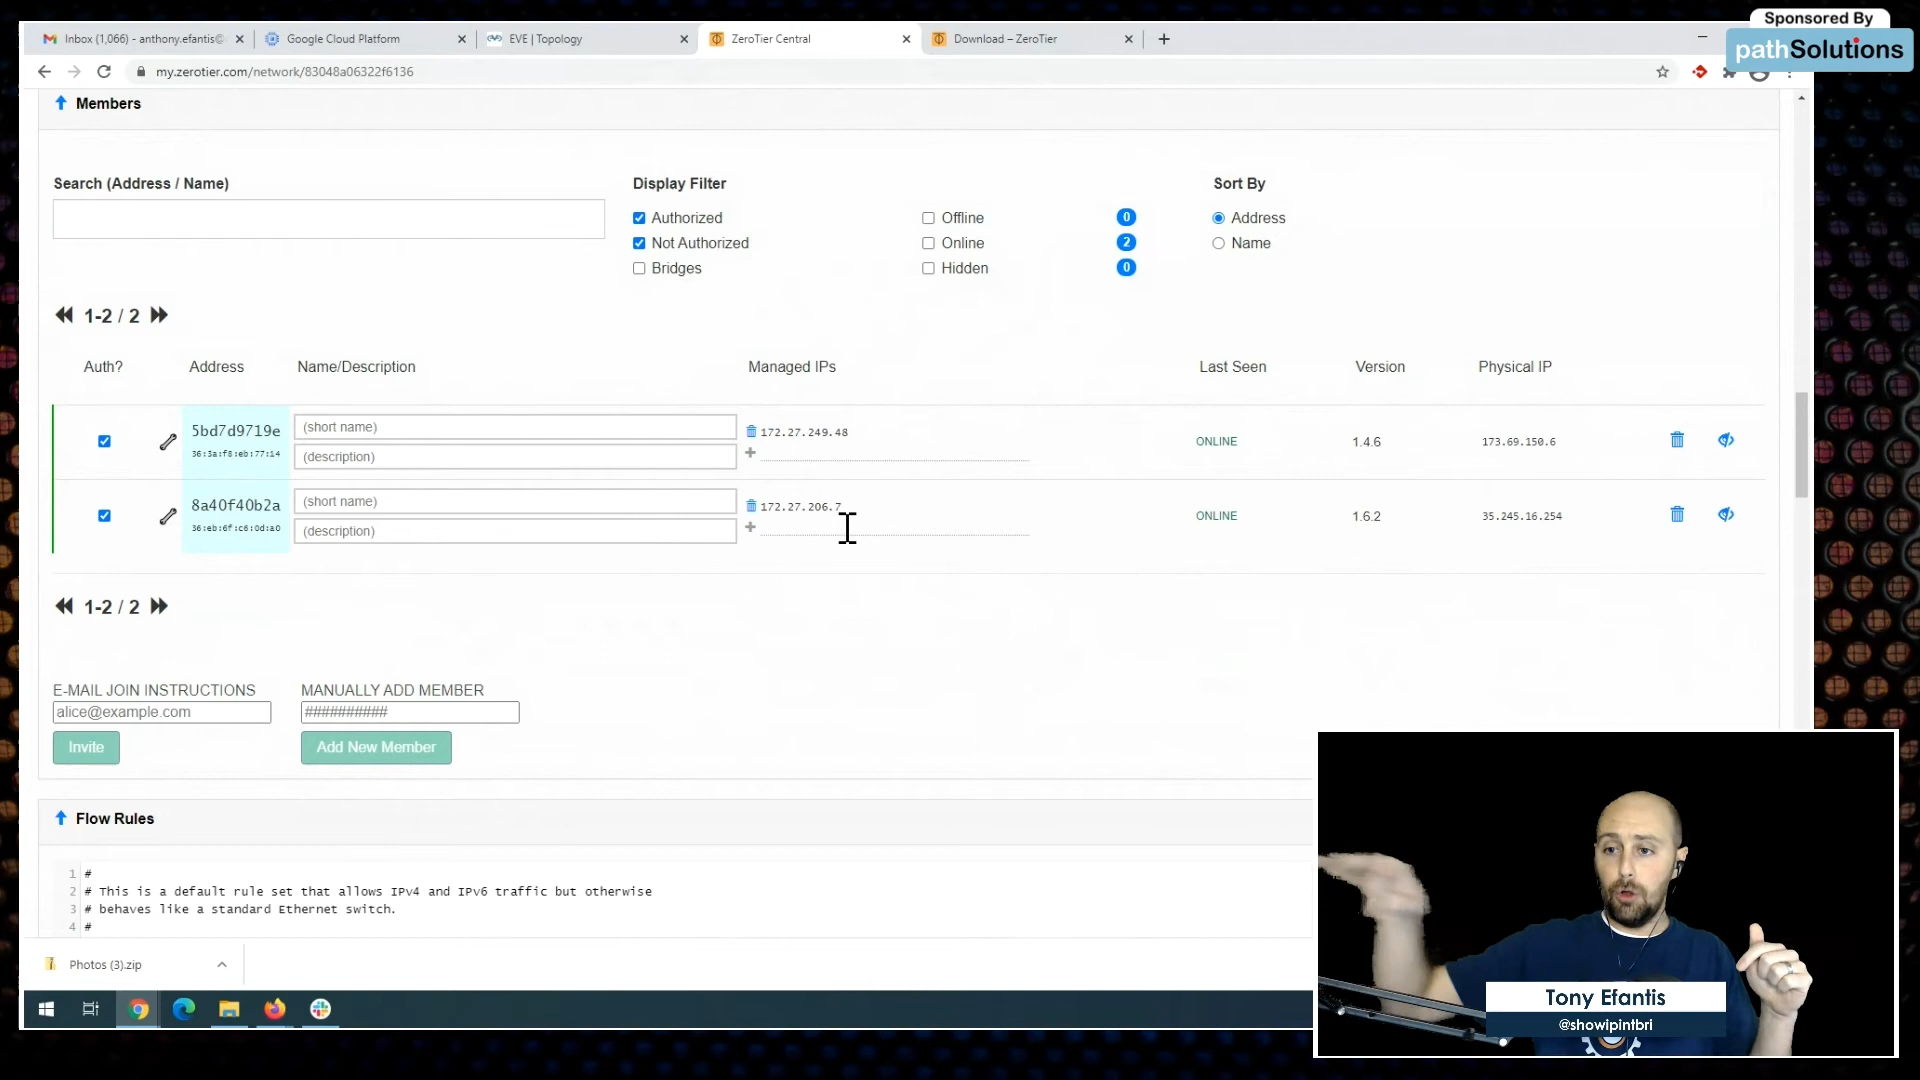 Sponsored By
pathSolutions
Inbox (1,066) - anthony.efantis@
Google Cloud Platform
EVE | Topology
ZeroTier Central
Download – ZeroTier
my.zerotier.com/network/83048a06322f6136
Members
Search (Address / Name)
Display Filter
Sort By
Authorized
Offline
0
Address
Not Authorized
Online
2
Name
Bridges
Hidden
0
1-2 / 2
Auth?
Address
Name/Description
Managed IPs
Last Seen
Version
Physical IP
5bd7d9719e
36:3a:f8:eb:77:14
(short name)
(description)
172.27.249.48
+
ONLINE
1.4.6
173.69.150.6
8a40f40b2a
36:eb:6f:c6:0d:a0
(short name)
(description)
172.27.206.7
+
ONLINE
1.6.2
35.245.16.254
1-2 / 2
E-MAIL JOIN INSTRUCTIONS
MANUALLY ADD MEMBER
alice@example.com
##########
Invite
Add New Member
Flow Rules
1 #
2 # This is a default rule set that allows IPv4 and IPv6 traffic but otherwise
3 # behaves like a standard Ethernet switch.
4 #
Photos (3).zip
Tony Efantis
@showipintbri